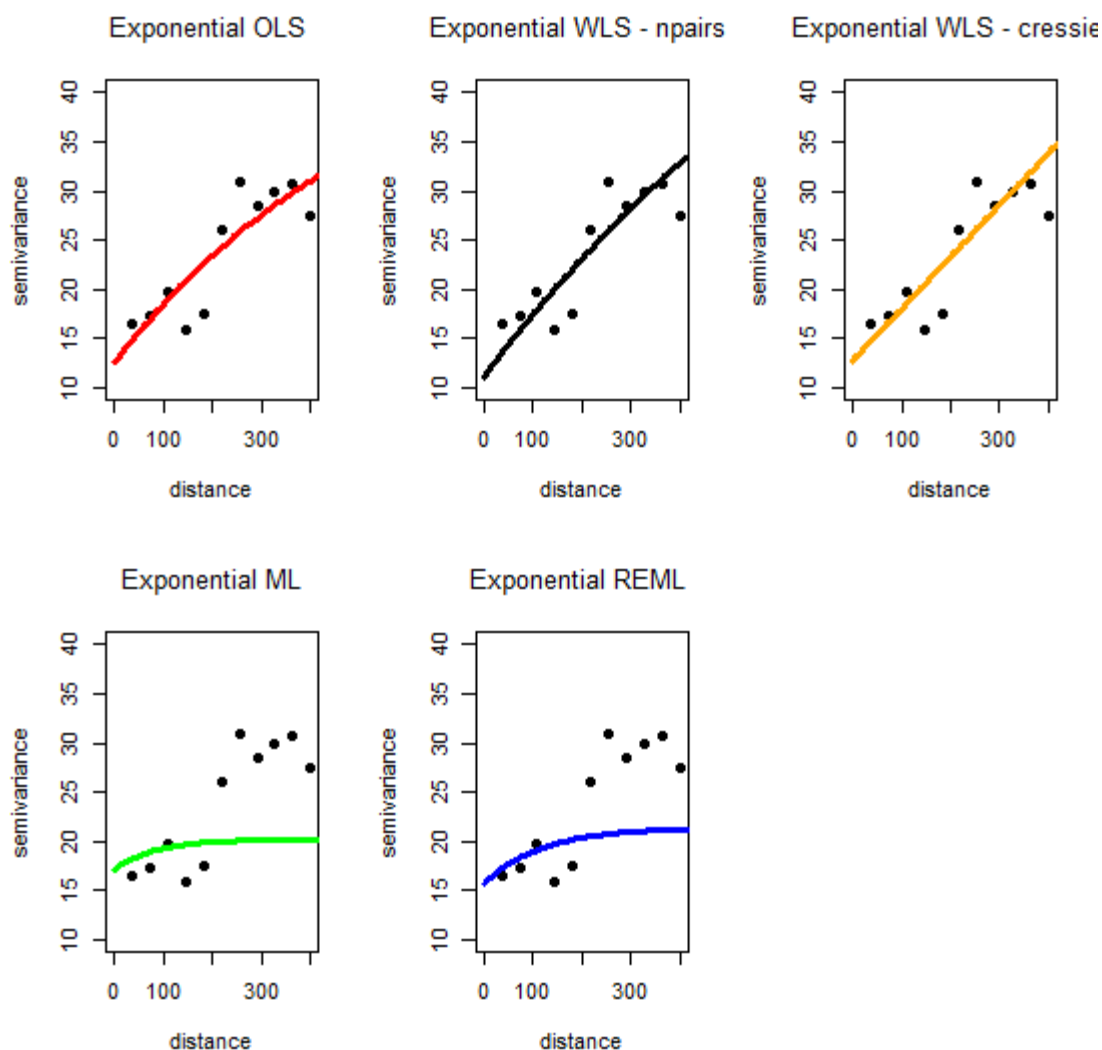 Exponential OLS
semivariance
40
35
30
25
20
15
10
0 100 300
distance
Exponential WLS - npairs
semivariance
40
35
30
25
20
15
10
0 100 300
distance
Exponential WLS - cressie
semivariance
40
35
30
25
20
15
10
0 100 300
distance
Exponential ML
semivariance
40
35
30
25
20
15
10
0 100 300
distance
Exponential REML
semivariance
40
35
30
25
20
15
10
0 100 300
distance